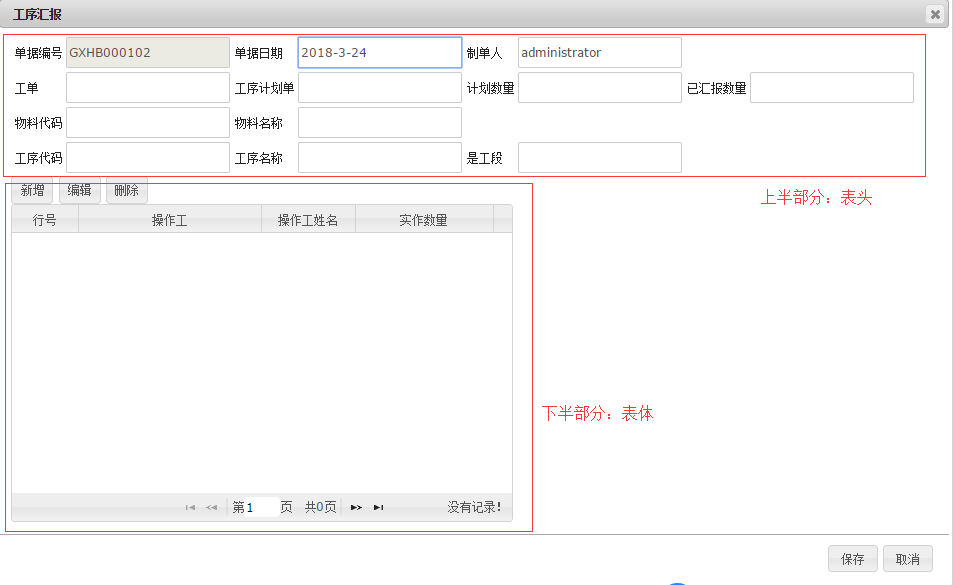 工序汇报
单据编号 GXHB000102 单据日期 2018-3-24 制单人 administrator
工单 工序计划单 计划数量 已汇报数量
物料代码 物料名称
工序代码 工序名称 是工段
新增 编辑 删除
上半部分：表头
行号 操作工 操作工姓名 实作数量
下半部分：表体
第1 页 共0页 没有记录!
保存 取消